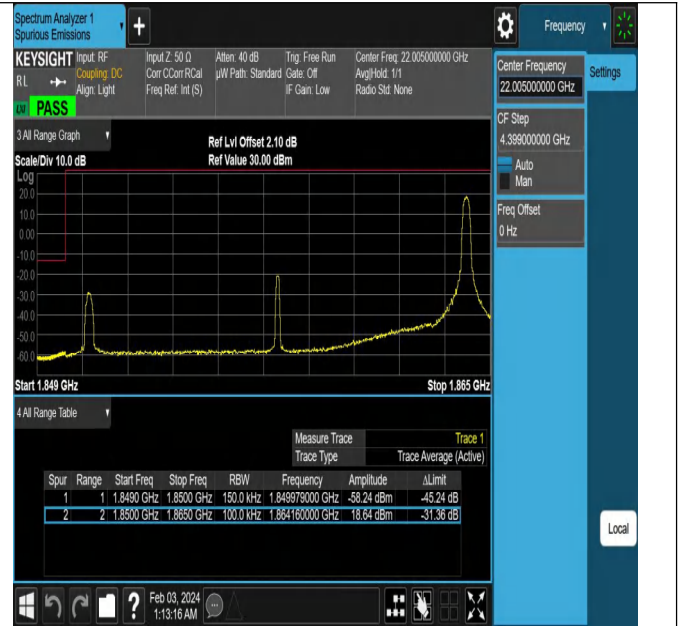 Spectrum Analyzer 1
Spurious Emissions
Frequency
KEYSIGHT
RL
Input: RF
Coupling: DC
Align: Light
Input Z: 50 Ω
Corr CCorr RCal
Freq Ref: Int (S)
Atten: 40 dB
µW Path: Standard
Trig: Free Run
Gate: Off
IF Gain: Low
Center Freq: 22.005000000 GHz
Avg|Hold: 1/1
Radio Std: None
LXI PASS
Center Frequency
22.005000000 GHz
Settings
CF Step
4.399000000 GHz
Auto
Man
Freq Offset
0 Hz
3 All Range Graph
Ref Lvl Offset 2.10 dB
Scale/Div 10.0 dB
Ref Value 30.00 dBm
Log
20.0
10.0
0.00
-10.0
-20.0
-30.0
-40.0
-50.0
-60.0
Start 1.849 GHz
Stop 1.865 GHz
4 All Range Table
Measure Trace Trace 1
Trace Type Trace Average (Active)
Spur Range Start Freq Stop Freq RBW Frequency Amplitude ΔLimit
1 1 1.8490 GHz 1.8500 GHz 150.0 kHz 1.849979000 GHz -58.24 dBm -45.24 dB
2 2 1.8500 GHz 1.8650 GHz 100.0 kHz 1.864160000 GHz 18.64 dBm -31.36 dB
Local
?
Feb 03, 2024
1:13:16 AM